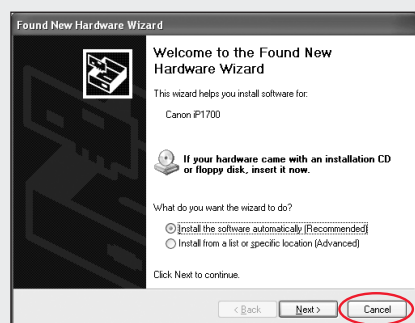 Found New Hardware Wizard
Welcome to the Found New
Hardware Wizard
This wizard helps you install software for:
Canon iP1700
If your hardware came with an installation CD
or floppy disk, insert it now.
What do you want the wizard to do?
Install the software automatically (Recommended)
Install from a list or specific location (Advanced)
Click Next to continue.
< Back Next > Cancel